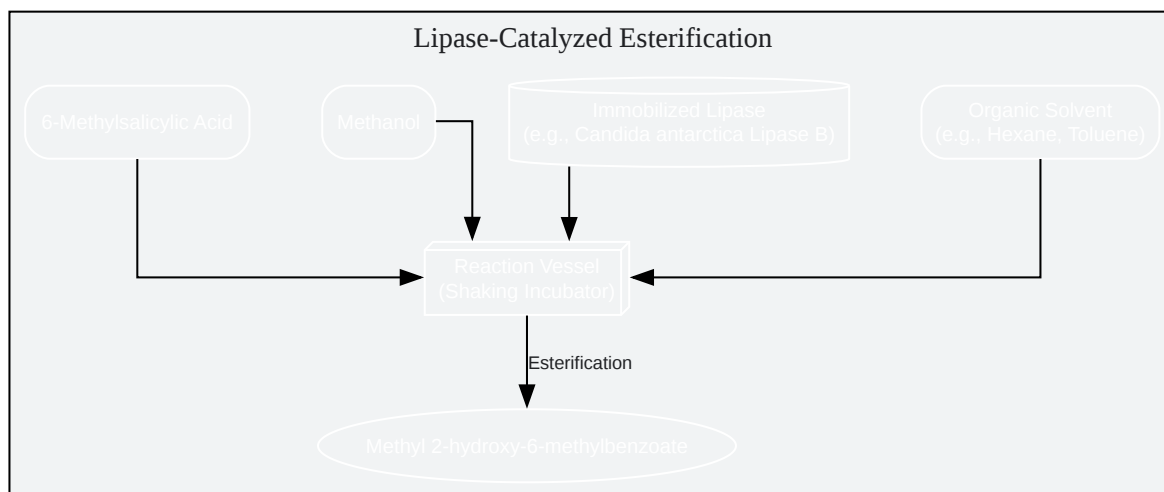 Lipase-Catalyzed Esterification
6-Methylsalicylic Acid
Methanol
Immobilized Lipase
(e.g., Candida antarctica Lipase B)
Organic Solvent
(e.g., Hexane, Toluene)
Reaction Vessel
(Shaking Incubator)
Esterification
Methyl 2-hydroxy-6-methylbenzoate